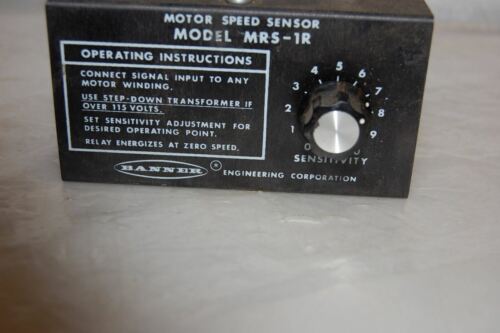 MOTOR SPEED SENSOR
MODEL MRS-1R
OPERATING INSTRUCTIONS
CONNECT SIGNAL INPUT TO ANY
MOTOR WINDING.
USE STEP-DOWN TRANSFORMER IF
OVER 115 VOLTS.
SET SENSITIVITY ADJUSTMENT FOR
DESIRED OPERATING POINT.
RELAY ENERGIZES AT ZERO SPEED.
BANNER ®
ENGINEERING CORPORATION
1 2 3 4 5 6 7 8 9
SENSITIVITY